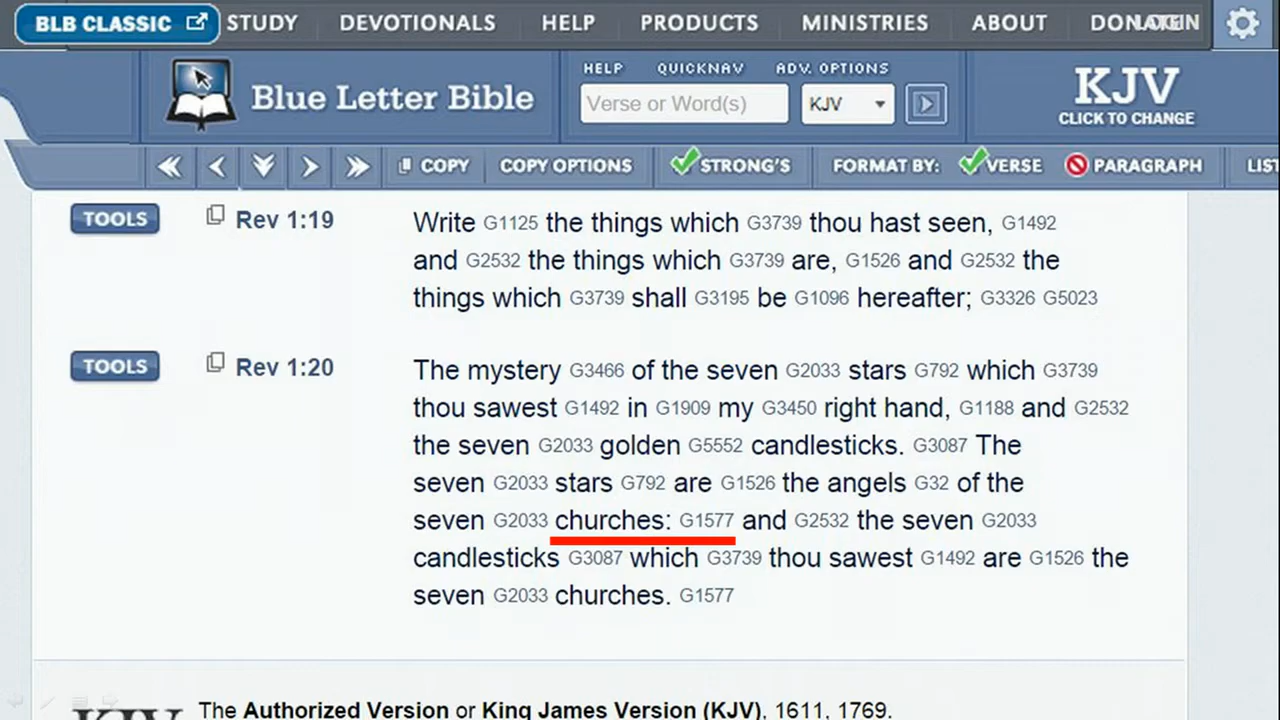 BLB CLASSIC STUDY DEVOTIONALS HELP PRODUCTS MINISTRIES ABOUT DONATE LOGIN
HELP QUICKNAV ADV. OPTIONS
Blue Letter Bible
Verse or Word(s) KJV
KJV
CLICK TO CHANGE
COPY COPY OPTIONS STRONG'S FORMAT BY: VERSE PARAGRAPH LIST
TOOLS Rev 1:19 Write G1125 the things which G3739 thou hast seen, G1492
and G2532 the things which G3739 are, G1526 and G2532 the
things which G3739 shall G3195 be G1096 hereafter; G3326 G5023
TOOLS Rev 1:20 The mystery G3466 of the seven G2033 stars G792 which G3739
thou sawest G1492 in G1909 my G3450 right hand, G1188 and G2532
the seven G2033 golden G5552 candlesticks. G3087 The
seven G2033 stars G792 are G1526 the angels G32 of the
seven G2033 churches: G1577 and G2532 the seven G2033
candlesticks G3087 which G3739 thou sawest G1492 are G1526 the
seven G2033 churches. G1577
KJV The Authorized Version or King James Version (KJV), 1611, 1769.